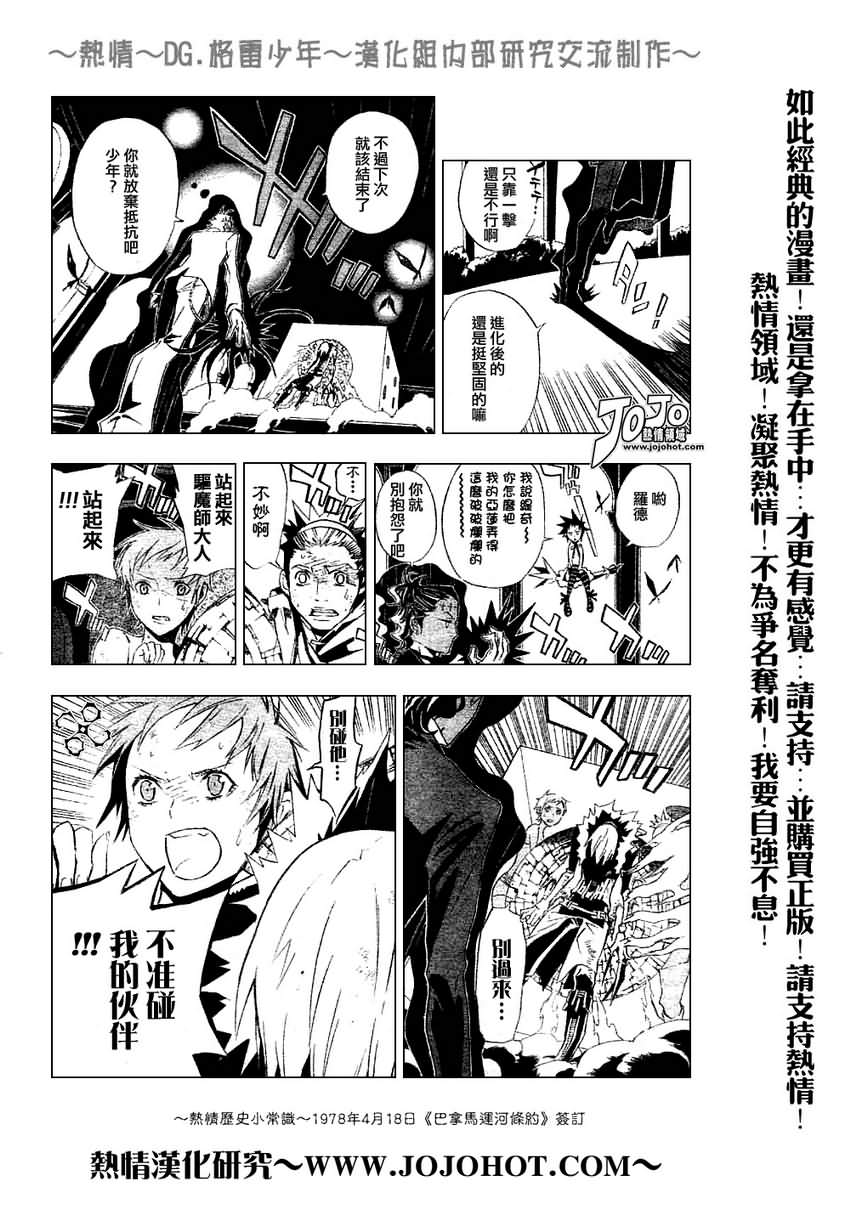 ～熱情～DG.格雷少年～漢化組內部研究交流制作～
如此經典的漫畫！還是拿在手中…才更有感覺…請支持…並購買正版！請支持熱情！
熱情領域！凝聚熱情！不為爭名奪利！我要自強不息！
只靠一擊
還是不行啊
進化後的
還是挺堅固的嘛
JOJO
熱情領域
www.jojohot.com
不過下次
就該結束了
你就放棄抵抗吧
少年？
喲
羅德
我說緹奇
你怎麼把
我的亞蓮弄得
這麼破破爛爛的
你就
別抱怨了吧
不…
不妙啊
站起來
驅魔師大人
站起來
!!!
別過來…
別碰他…
不准碰
我的伙伴
!!!
～熱情歷史小常識～1978年4月18日《巴拿馬運河條約》簽訂
熱情漢化研究～WWW.JOJOHOT.COM～